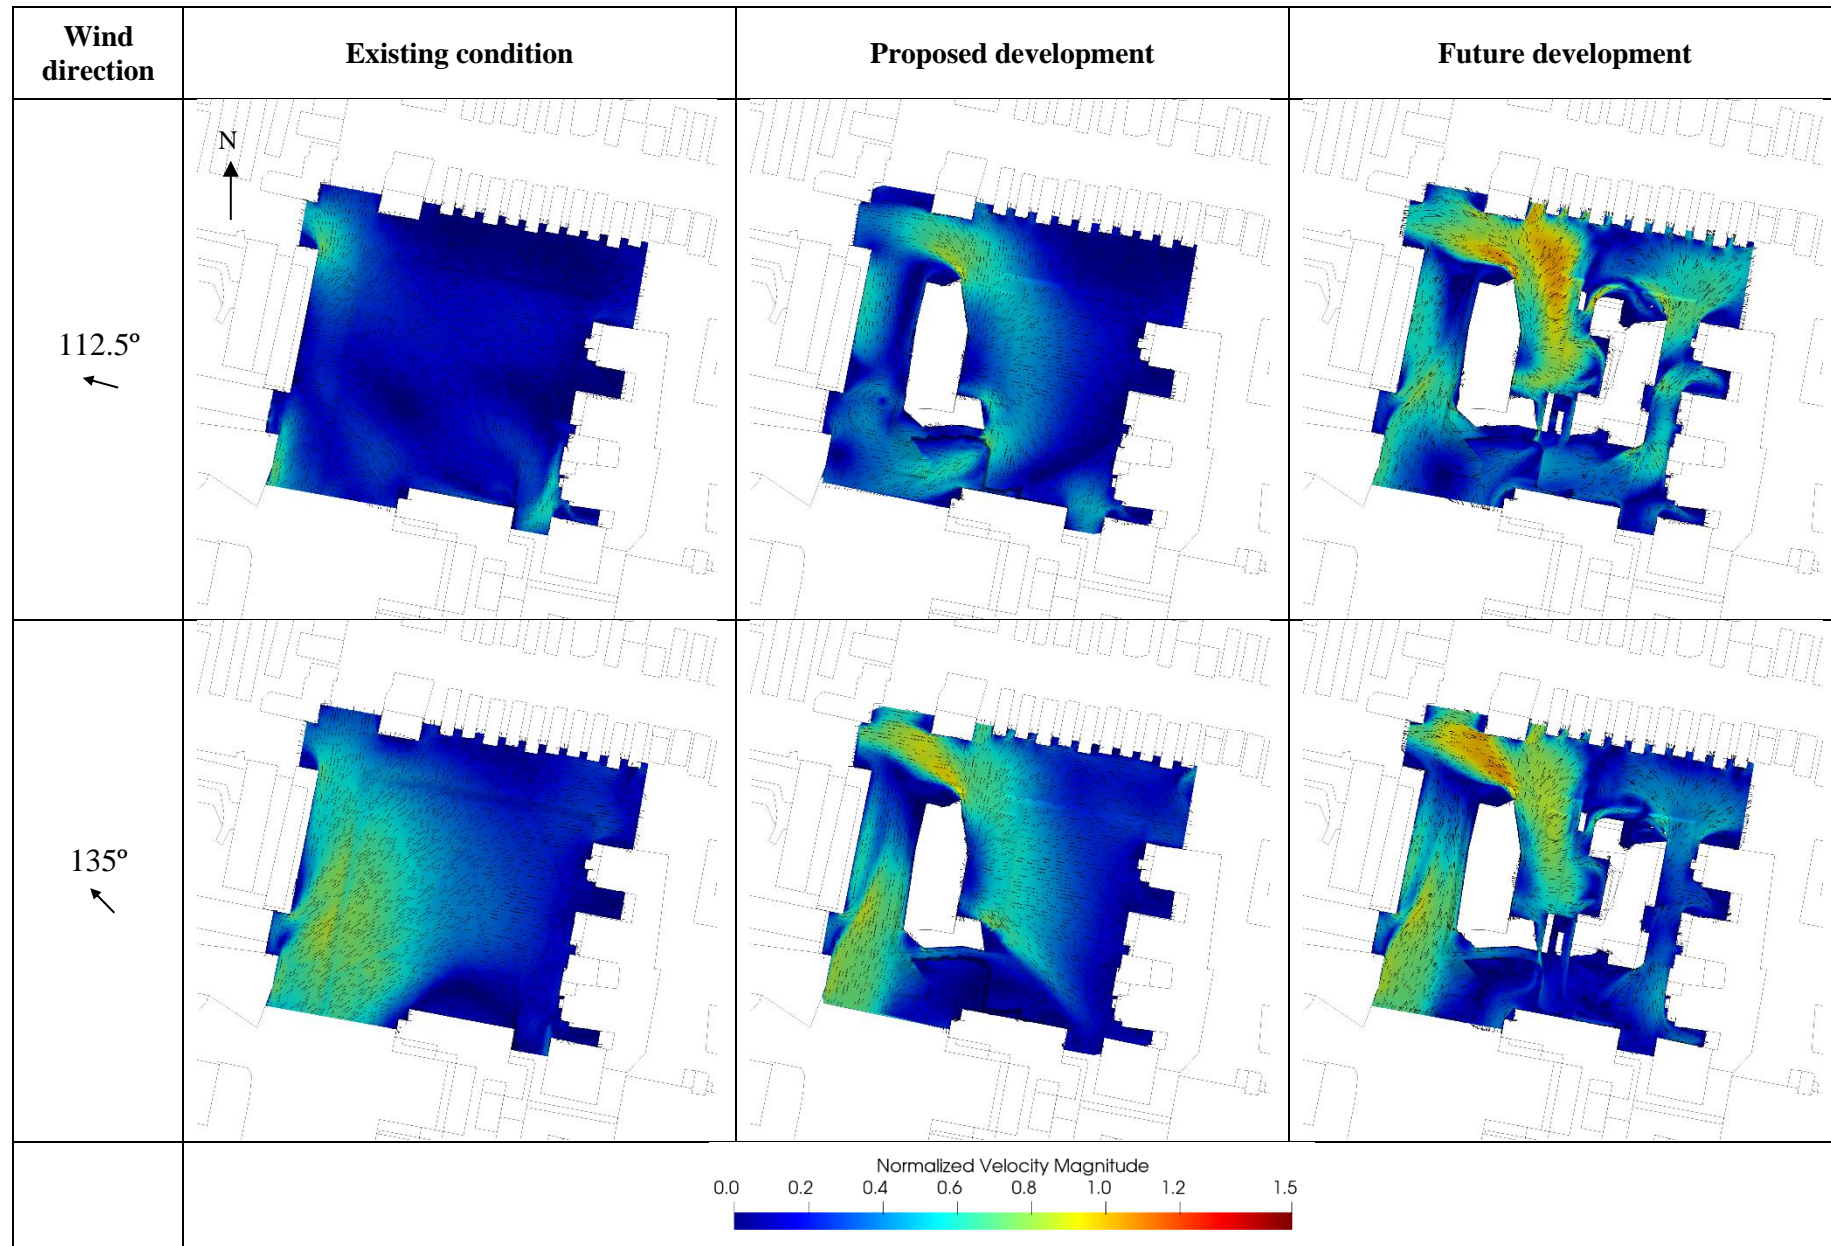 Wind
direction
Existing condition
Proposed development
Future development
N
112.5º
135º
Normalized Velocity Magnitude
0.0 0.2 0.4 0.6 0.8 1.0 1.2 1.5